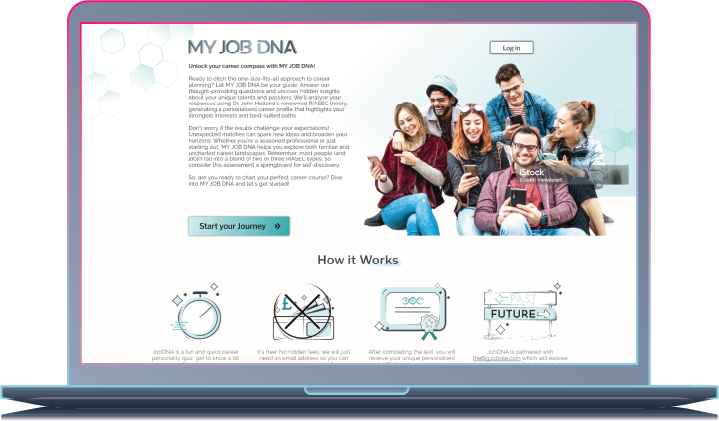 MY JOB DNA
Log in
Unlock your career compass with MY JOB DNA!
Ready to ditch the one-size-fits-all approach to career
planning? Let MY JOB DNA be your guide. Answer our
thought-provoking questions and uncover hidden insights
about your unique talents and passions. We'll analyse your
responses using Dr. John Holland's renowned RIASEC theory,
generating a personalised career profile that highlights your
strongest interests and best-suited paths.
Don't worry if the results challenge your expectations!
Unexpected matches can spark new ideas and broaden your
horizons. Whether you're a seasoned professional or just
starting out, MY JOB DNA helps you explore both familiar and
uncharted career landscapes. Remember, most people (and
jobs!) fall into a blend of two or three RIASEC types, so
consider this assessment a springboard for self-discovery.
So, are you ready to chart your perfect career course? Dive
into MY JOB DNA and let's get started!
iStock
Credit: ViewApart
Start your Journey »
How it Works
£
PAST
FUTURE
JobDNA is a fun and quick career
personality quiz, get to know a bit
It's free! No hidden fees, we will just
need an email address so you can
After completing the test, you will
receive your unique personalised
JobDNA is partnered with
which will expose